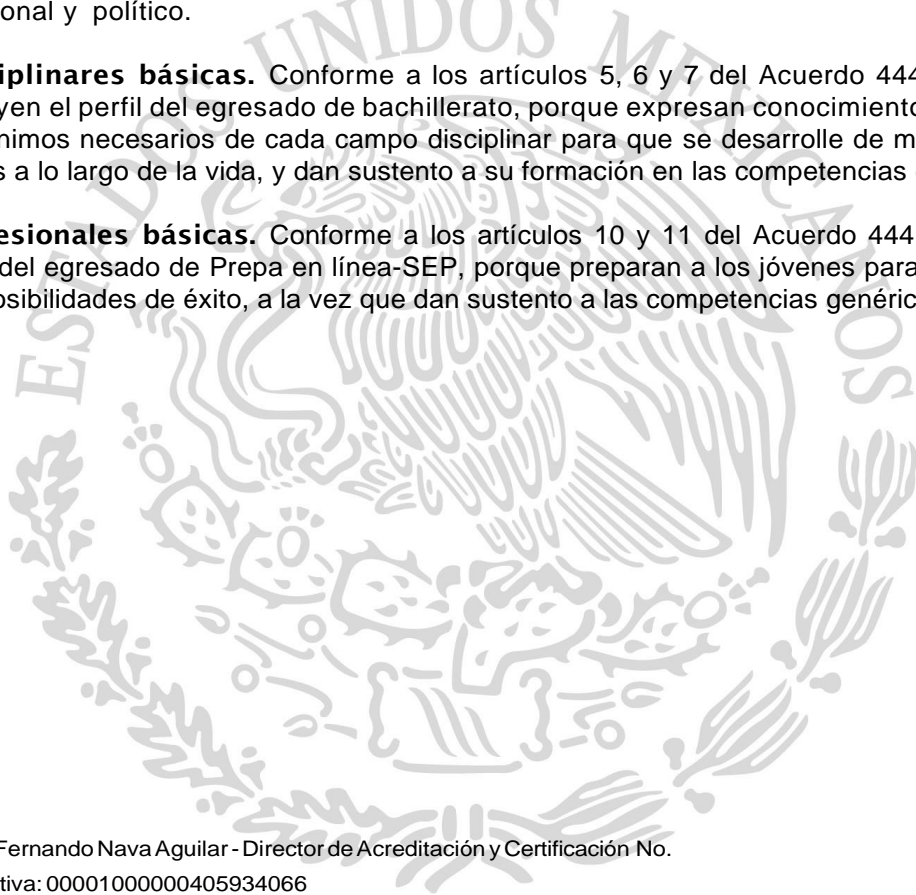 onal y político.
iplinares básicas. Conforme a los artículos 5, 6 y 7 del Acuerdo 444
yen el perfil del egresado de bachillerato, porque expresan conocimiento
nimos necesarios de cada campo disciplinar para que se desarrolle de m
s a lo largo de la vida, y dan sustento a su formación en las competencias
esionales básicas. Conforme a los artículos 10 y 11 del Acuerdo 444
del egresado de Prepa en línea-SEP, porque preparan a los jóvenes para
osibilidades de éxito, a la vez que dan sustento a las competencias genéric
ESTADOS UNIDOS MEXICANOS
Fernando Nava Aguilar - Director de Acreditación y Certificación No.
tiva: 00001000000405934066